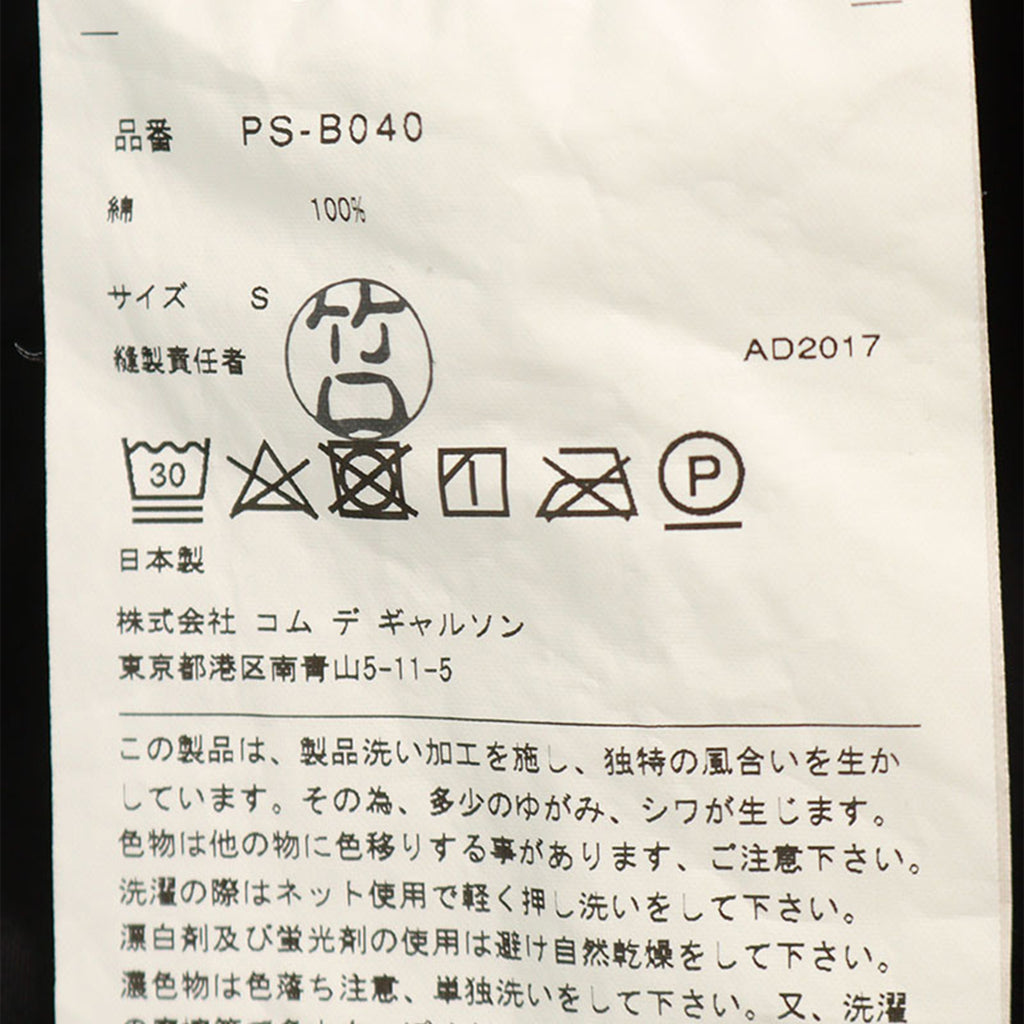 品番 PS-B040
綿 100%
サイズ S
縫製責任者 竹口
AD2017
30 P
日本製
株式会社 コム デ ギャルソン
東京都港区南青山5-11-5
この製品は、製品洗い加工を施し、独特の風合いを生か
しています。その為、多少のゆがみ、シワが生じます。
色物は他の物に色移りする事があります、ご注意下さい。
洗濯の際はネット使用で軽く押し洗いをして下さい。
漂白剤及び蛍光剤の使用は避け自然乾燥をして下さい。
濃色物は色落ち注意、単独洗いをして下さい。又、洗濯